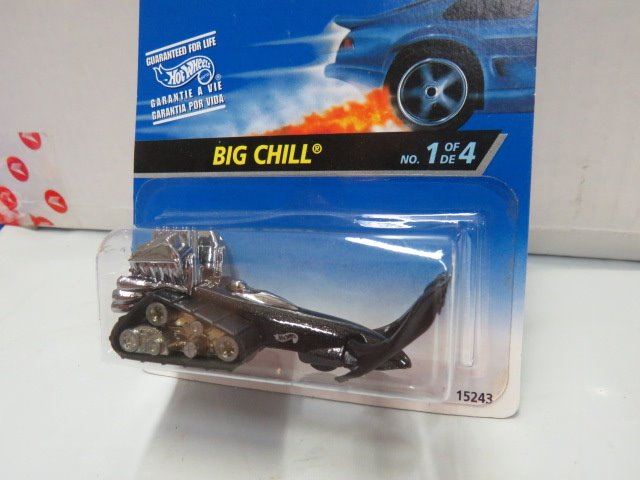 GUARANTEED FOR LIFE
Hot Wheels
GARANTIE A VIE
GARANTIA POR VIDA
BIG CHILL®
NO. 1 OF DE 4
15243